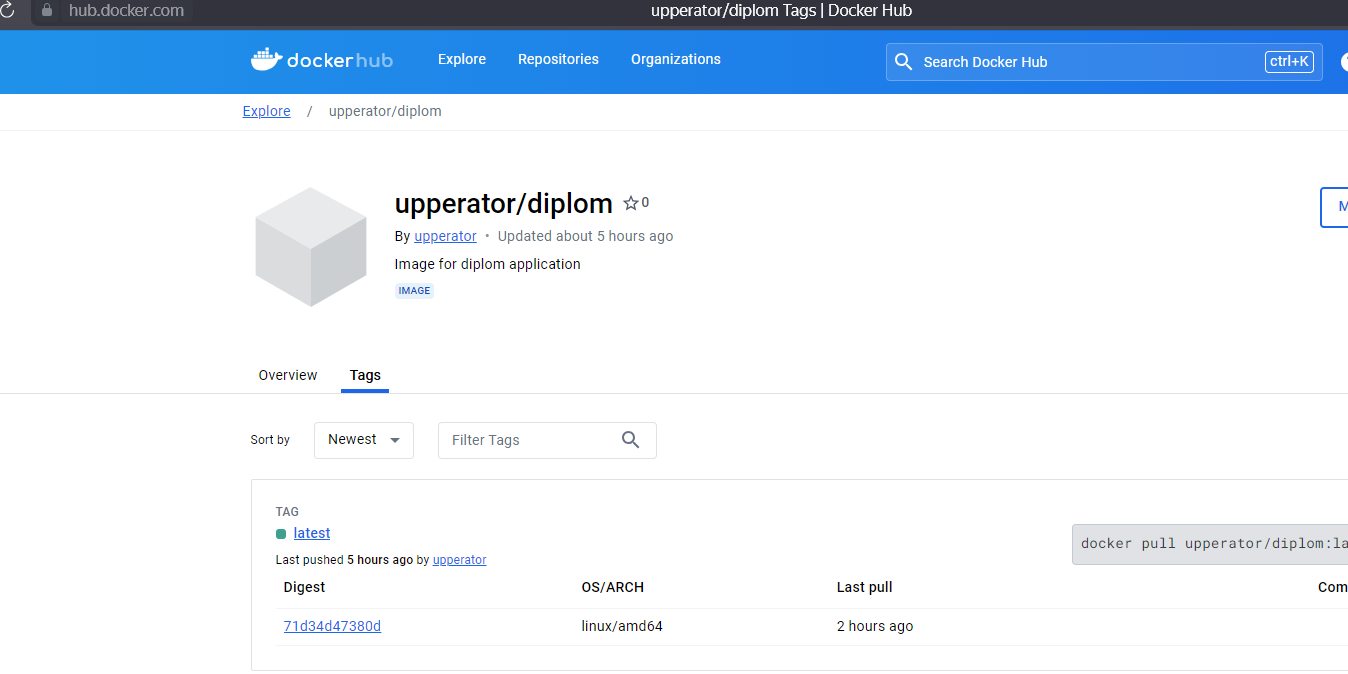 hub.docker.com upperator/diplom Tags | Docker Hub
dockerhub Explore Repositories Organizations Search Docker Hub ctrl+K
Explore / upperator/diplom
upperator/diplom 0
By upperator • Updated about 5 hours ago
Image for diplom application
IMAGE
Overview Tags
Sort by Newest Filter Tags
TAG
latest
docker pull upperator/diplom:la
Last pushed 5 hours ago by upperator
Digest OS/ARCH Last pull Com
71d34d47380d linux/amd64 2 hours ago